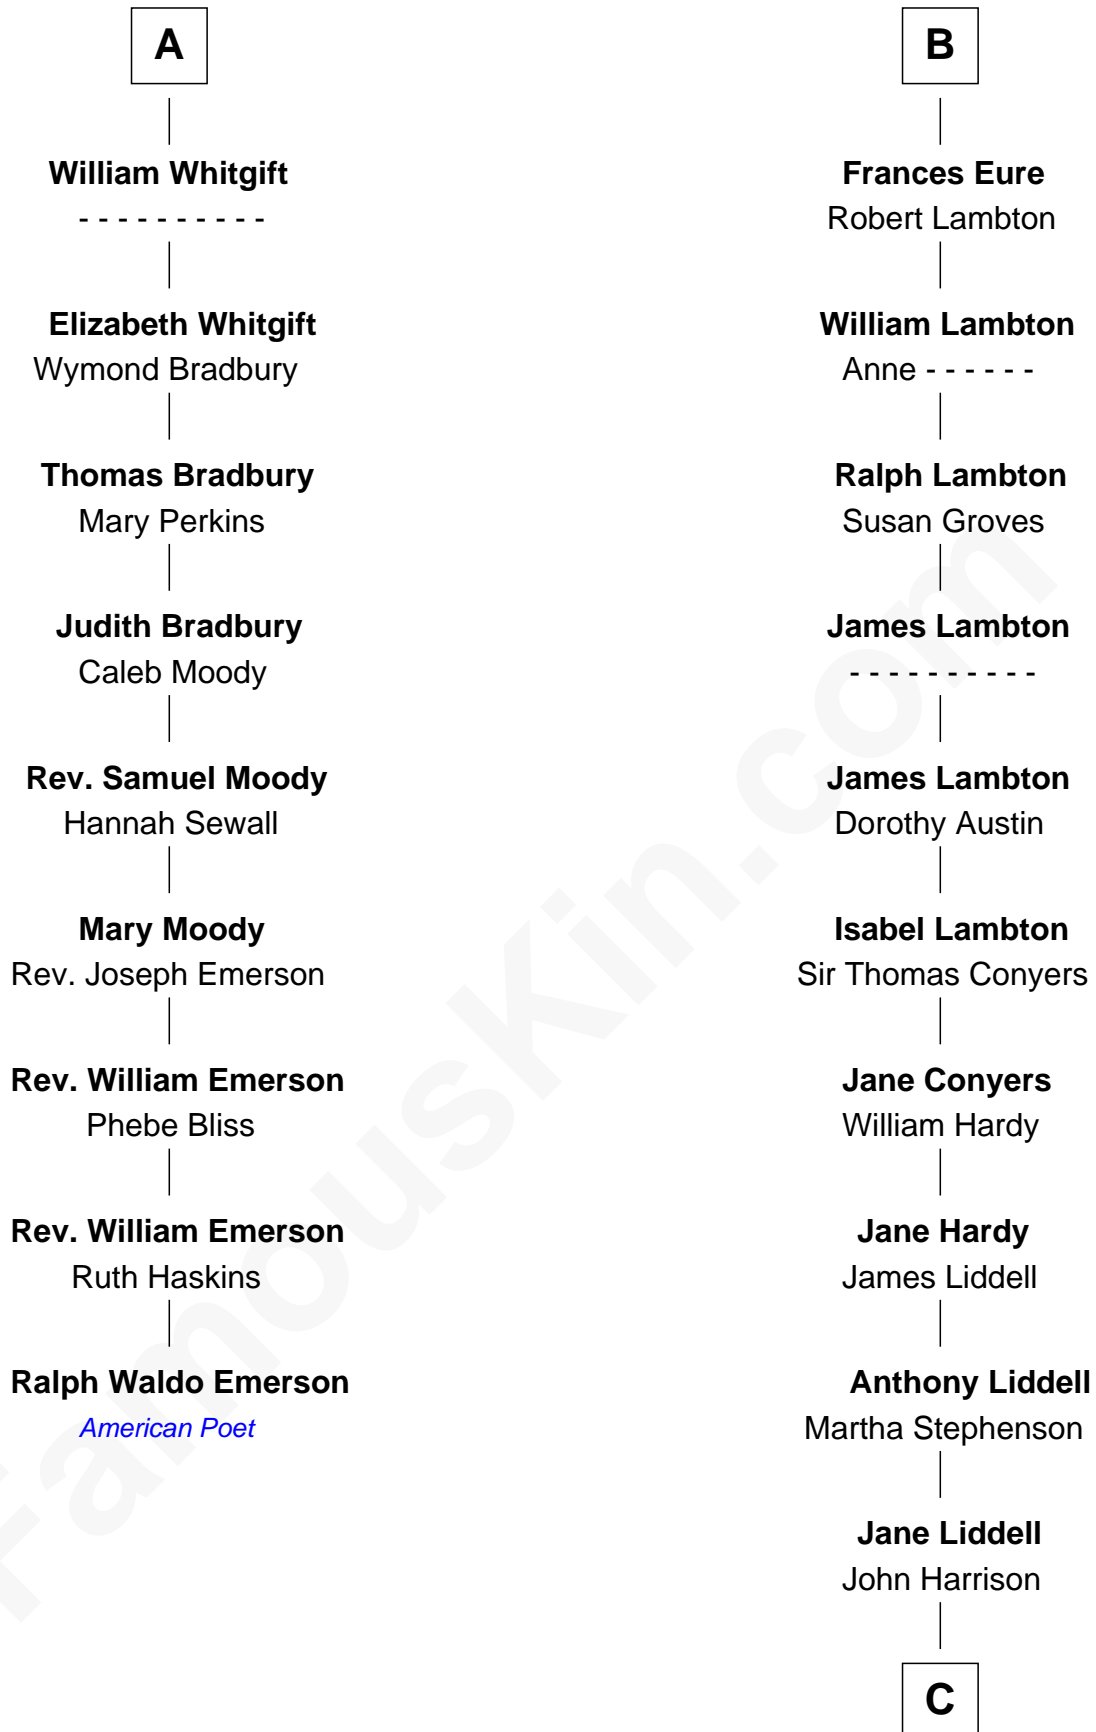 A
William Whitgift
- - - - - - - - - -
Elizabeth Whitgift
Wymond Bradbury
Thomas Bradbury
Mary Perkins
Judith Bradbury
Caleb Moody
Rev. Samuel Moody
Hannah Sewall
Mary Moody
Rev. Joseph Emerson
Rev. William Emerson
Phebe Bliss
Rev. William Emerson
Ruth Haskins
Ralph Waldo Emerson
American Poet
B
Frances Eure
Robert Lambton
William Lambton
Anne - - - - - -
Ralph Lambton
Susan Groves
James Lambton
- - - - - - - - - -
James Lambton
Dorothy Austin
Isabel Lambton
Sir Thomas Conyers
Jane Conyers
William Hardy
Jane Hardy
James Liddell
Anthony Liddell
Martha Stephenson
Jane Liddell
John Harrison
C
FamousKin.com